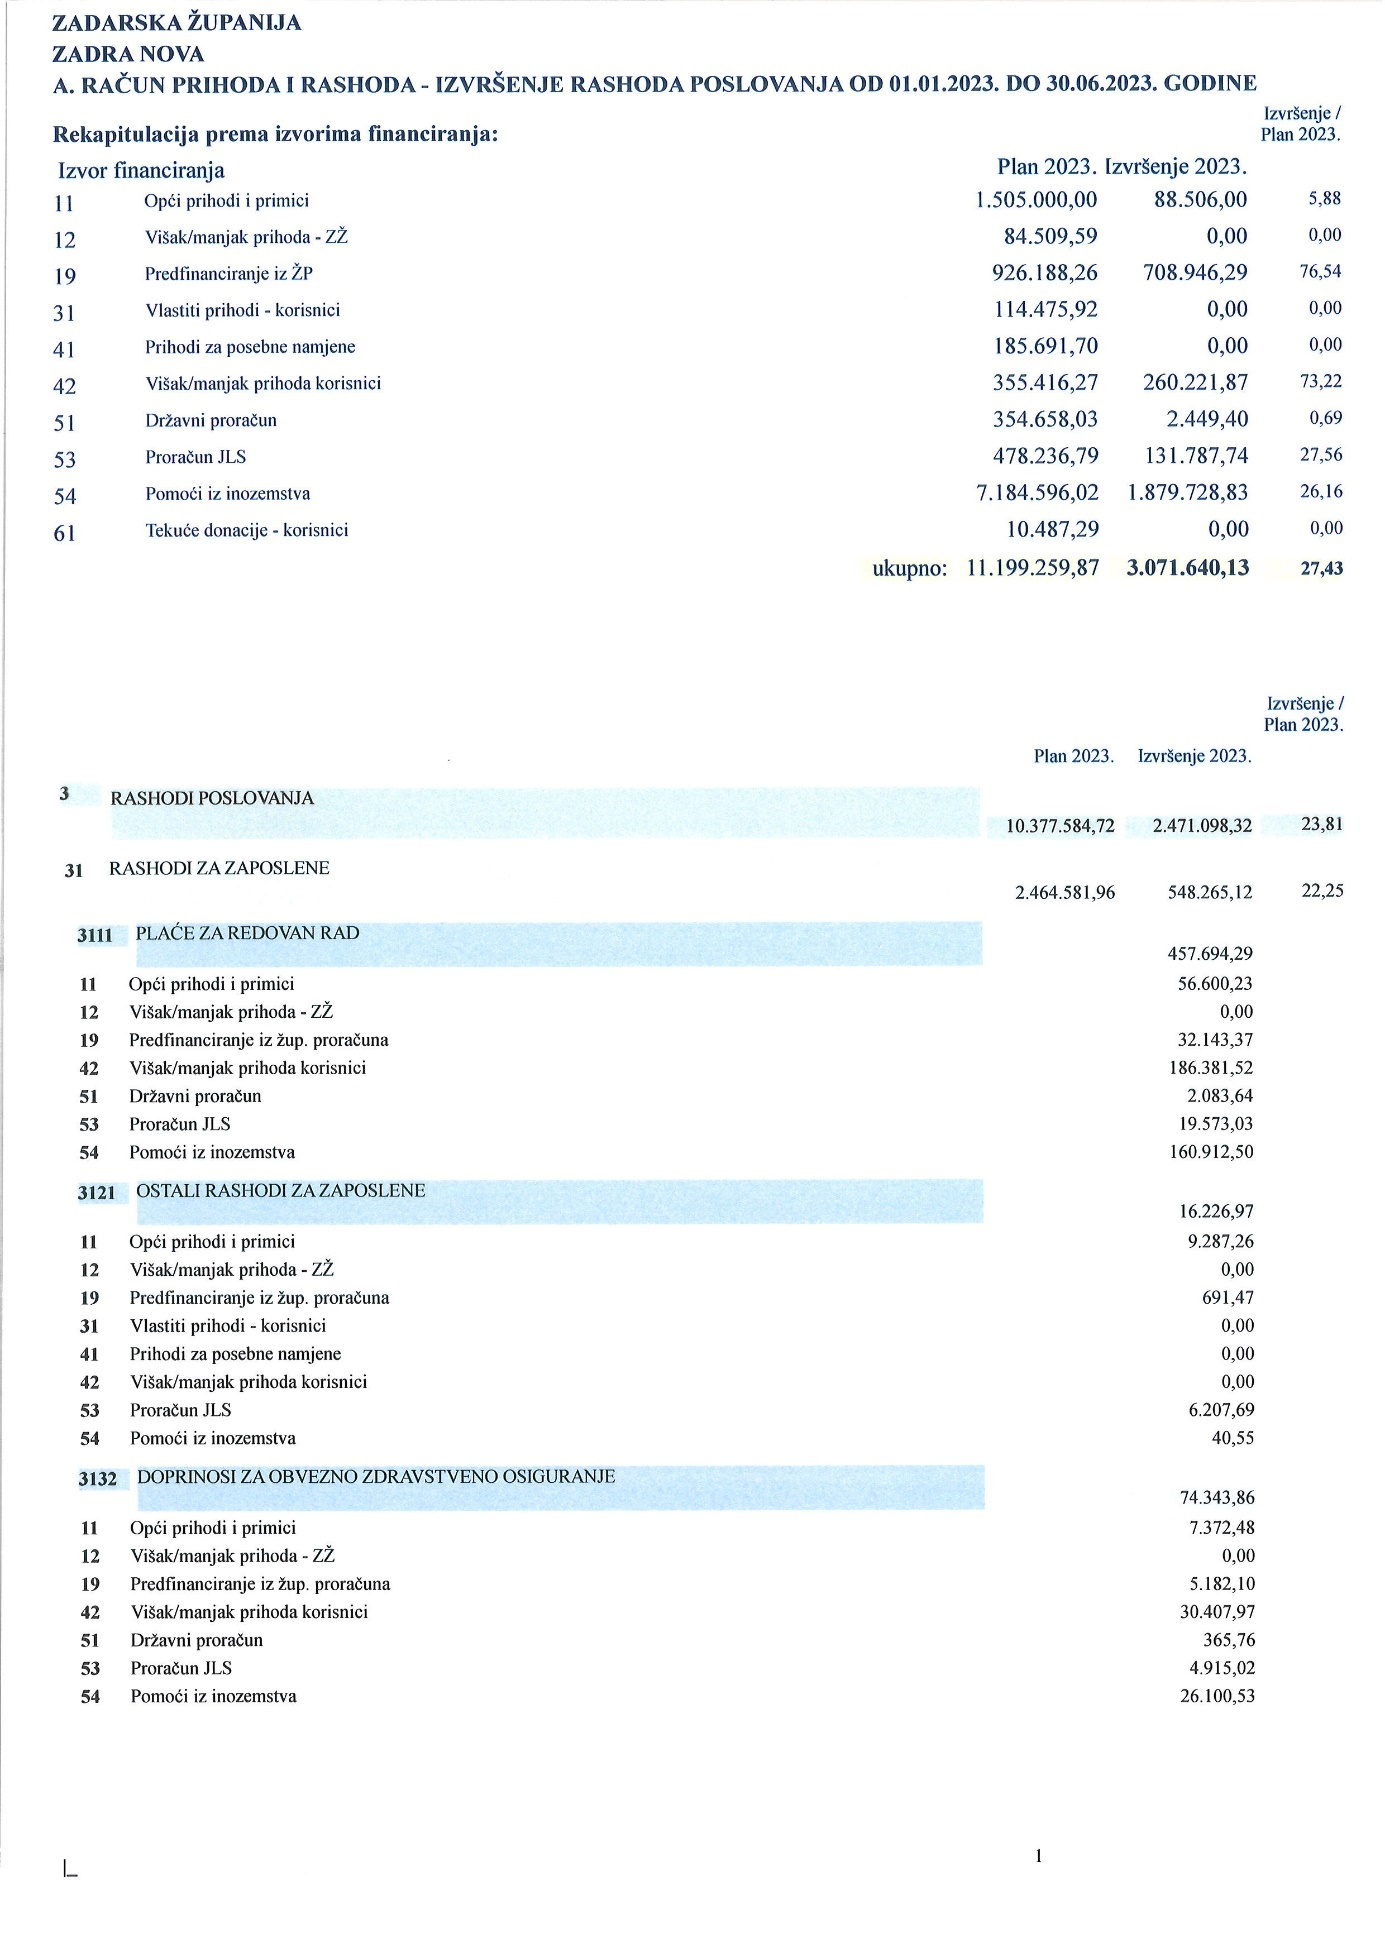 ZADARSKA ŽUPANIJA
ZADRA NOVA
A. RAČUN PRIHODA I RASHODA - IZVRŠENJE RASHODA POSLOVANJA OD 01.01.2023. DO 30.06.2023. GODINE
Rekapitulacija prema izvorima financiranja:
Izvršenje /
Plan 2023.
Izvor financiranja Plan 2023. Izvršenje 2023.
11 Opći prihodi i primici 1.505.000,00 88.506,00 5,88
12 Višak/manjak prihoda - ZŽ 84.509,59 0,00 0,00
19 Predfinanciranje iz ŽP 926.188,26 708.946,29 76,54
31 Vlastiti prihodi - korisnici 114.475,92 0,00 0,00
41 Prihodi za posebne namjene 185.691,70 0,00 0,00
42 Višak/manjak prihoda korisnici 355.416,27 260.221,87 73,22
51 Državni proračun 354.658,03 2.449,40 0,69
53 Proračun JLS 478.236,79 131.787,74 27,56
54 Pomoći iz inozemstva 7.184.596,02 1.879.728,83 26,16
61 Tekuće donacije - korisnici 10.487,29 0,00 0,00
ukupno: 11.199.259,87 3.071.640,13 27,43
Izvršenje /
Plan 2023.
Plan 2023. Izvršenje 2023.
3 RASHODI POSLOVANJA
10.377.584,72 2.471.098,32 23,81
31 RASHODI ZA ZAPOSLENE
2.464.581,96 548.265,12 22,25
3111 PLAĆE ZA REDOVAN RAD
457.694,29
11 Opći prihodi i primici 56.600,23
12 Višak/manjak prihoda - ZŽ 0,00
19 Predfinanciranje iz žup. proračuna 32.143,37
42 Višak/manjak prihoda korisnici 186.381,52
51 Državni proračun 2.083,64
53 Proračun JLS 19.573,03
54 Pomoći iz inozemstva 160.912,50
3121 OSTALI RASHODI ZA ZAPOSLENE
16.226,97
11 Opći prihodi i primici 9.287,26
12 Višak/manjak prihoda - ZŽ 0,00
19 Predfinanciranje iz žup. proračuna 691,47
31 Vlastiti prihodi - korisnici 0,00
41 Prihodi za posebne namjene 0,00
42 Višak/manjak prihoda korisnici 0,00
53 Proračun JLS 6.207,69
54 Pomoći iz inozemstva 40,55
3132 DOPRINOSI ZA OBVEZNO ZDRAVSTVENO OSIGURANJE
74.343,86
11 Opći prihodi i primici 7.372,48
12 Višak/manjak prihoda - ZŽ 0,00
19 Predfinanciranje iz žup. proračuna 5.182,10
42 Višak/manjak prihoda korisnici 30.407,97
51 Državni proračun 365,76
53 Proračun JLS 4.915,02
54 Pomoći iz inozemstva 26.100,53
1